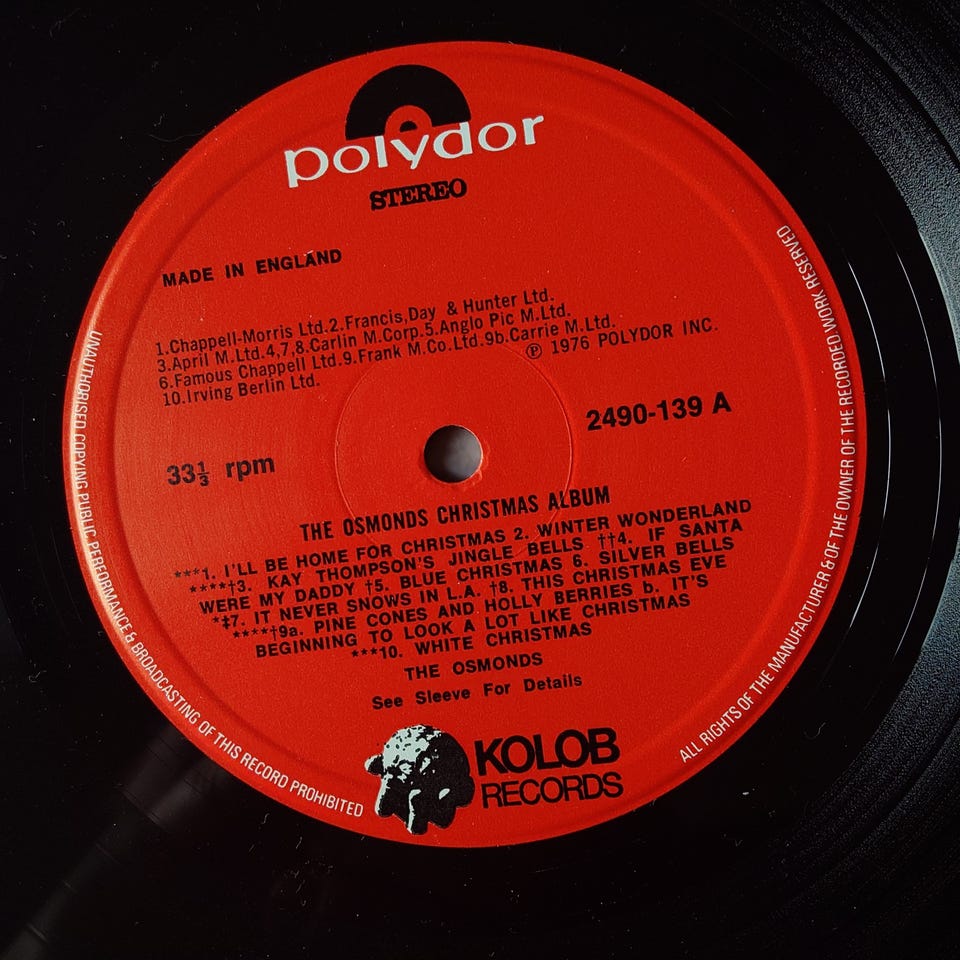 polydor
STEREO
MADE IN ENGLAND
1.Chappell-Morris Ltd.2.Francis,Day & Hunter Ltd.
3.April M.Ltd.4,7,8.Carlin M.Corp.5.Anglo Pic M.Ltd.
6.Famous Chappell Ltd.9.Frank M.Co.Ltd.9b.Carrie M.Ltd.
10.Irving Berlin Ltd.
℗ 1976 POLYDOR INC.
2490-139 A
33⅓ rpm
THE OSMONDS CHRISTMAS ALBUM
***1. I'LL BE HOME FOR CHRISTMAS 2. WINTER WONDERLAND
****†3. KAY THOMPSON'S JINGLE BELLS ††4. IF SANTA
WERE MY DADDY †5. BLUE CHRISTMAS 6. SILVER BELLS
*‡7. IT NEVER SNOWS IN L.A. †8. THIS CHRISTMAS EVE
****†9a. PINE CONES AND HOLLY BERRIES b. IT'S
BEGINNING TO LOOK A LOT LIKE CHRISTMAS
***10. WHITE CHRISTMAS
THE OSMONDS
See Sleeve For Details
KOLOB
RECORDS
UNAUTHORISED COPYING PUBLIC PERFORMANCE & BROADCASTING OF THIS RECORD PROHIBITED
ALL RIGHTS OF THE MANUFACTURER & OF THE OWNER OF THE RECORDED WORK RESERVED